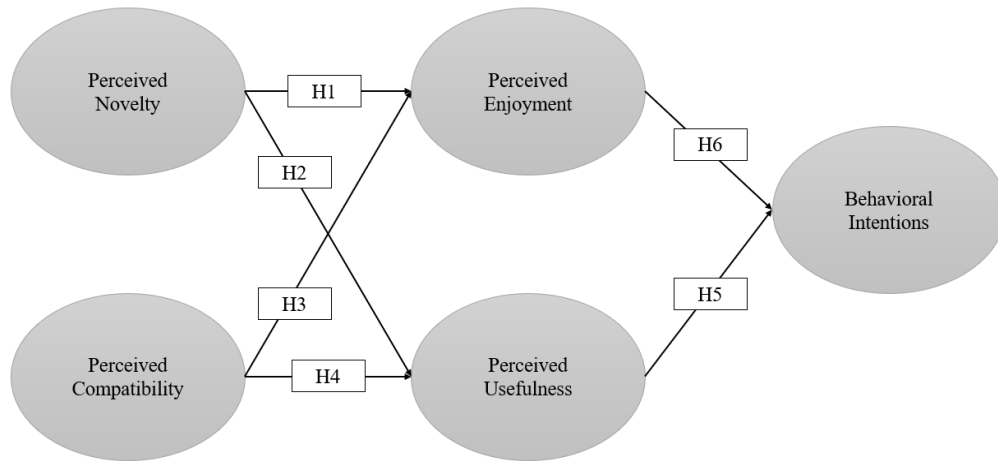 Perceived
Novelty
H1
Perceived
Enjoyment
H2
H6
Behavioral
Intentions
H3
H5
Perceived
Compatibility
H4
Perceived
Usefulness